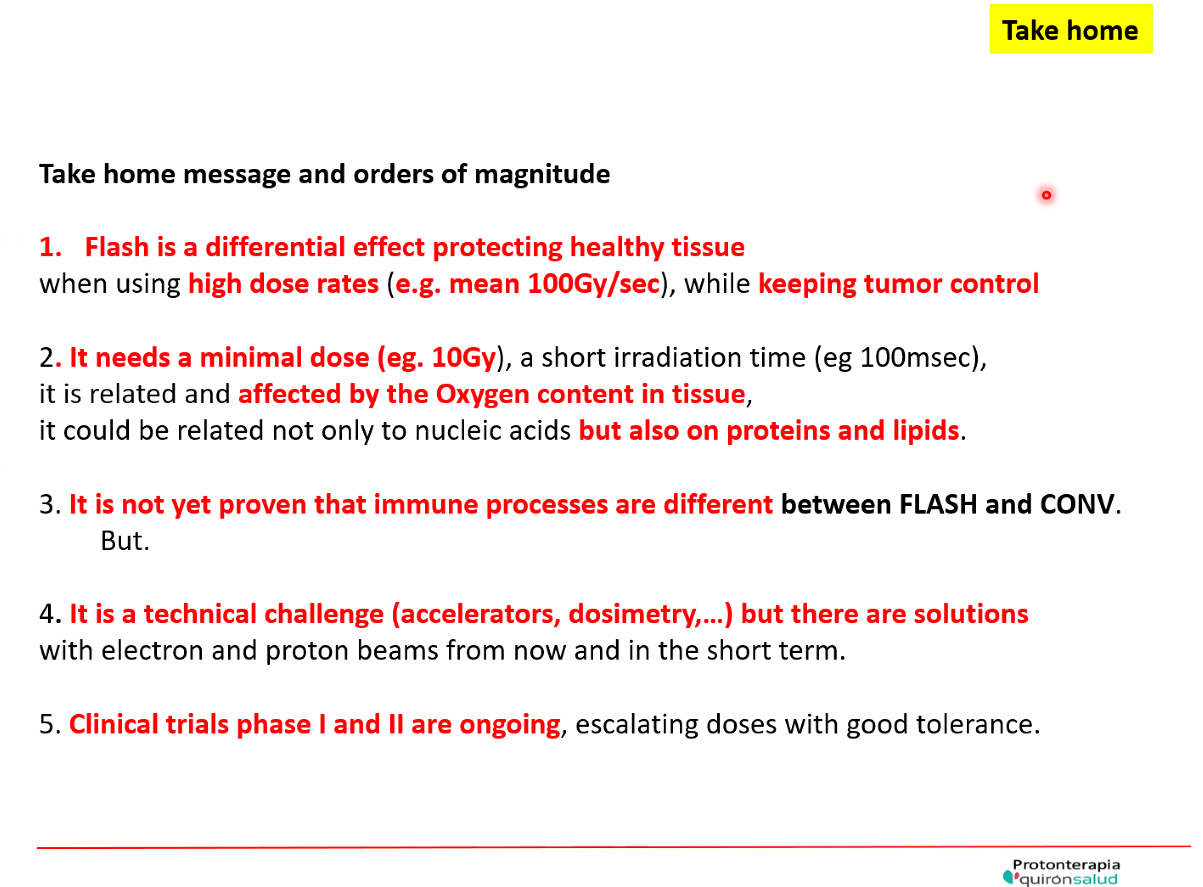 Take home
Take home message and orders of magnitude
1. Flash is a differential effect protecting healthy tissue
when using high dose rates (e.g. mean 100Gy/sec), while keeping tumor control
2. It needs a minimal dose (eg. 10Gy), a short irradiation time (eg 100msec),
it is related and affected by the Oxygen content in tissue,
it could be related not only to nucleic acids but also on proteins and lipids.
3. It is not yet proven that immune processes are different between FLASH and CONV.
But.
4. It is a technical challenge (accelerators, dosimetry,...) but there are solutions
with electron and proton beams from now and in the short term.
5. Clinical trials phase I and II are ongoing, escalating doses with good tolerance.
Protonterapia
quirónsalud